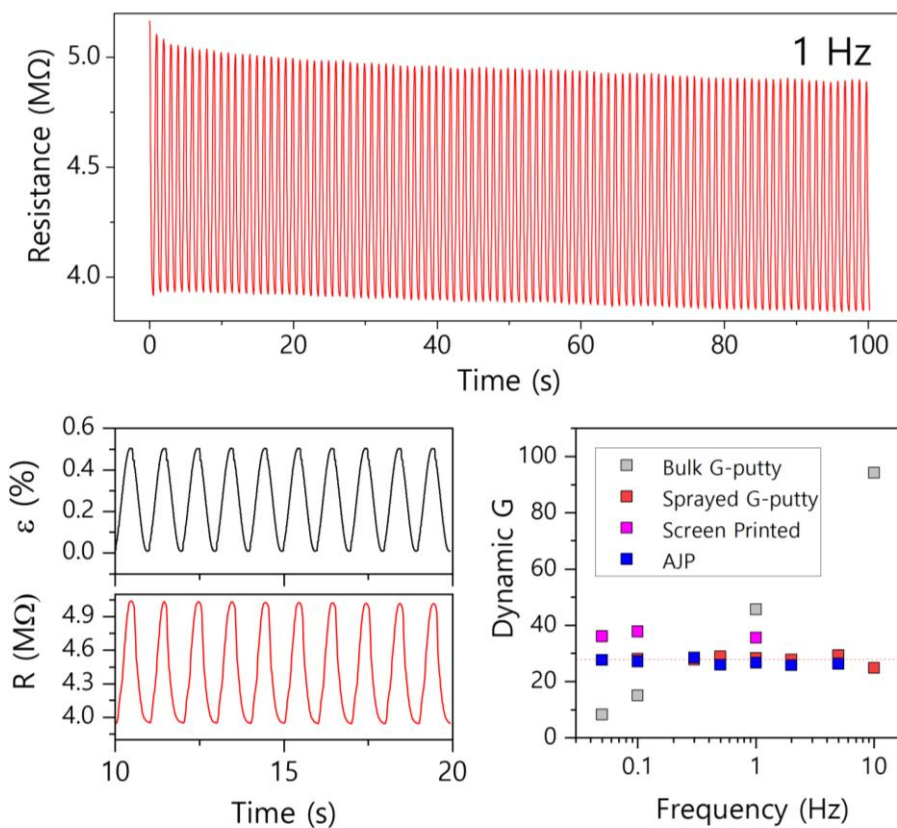 1 Hz
Resistance (MΩ)
5.0
4.5
4.0
0 20 40 60 80 100
Time (s)
ε (%)
0.6
0.4
0.2
0.0
R (MΩ)
4.9
4.6
4.3
4.0
10 15 20
Time (s)
Dynamic G
100
80
60
40
20
0
Bulk G-putty
Sprayed G-putty
Screen Printed
AJP
0.1 1 10
Frequency (Hz)